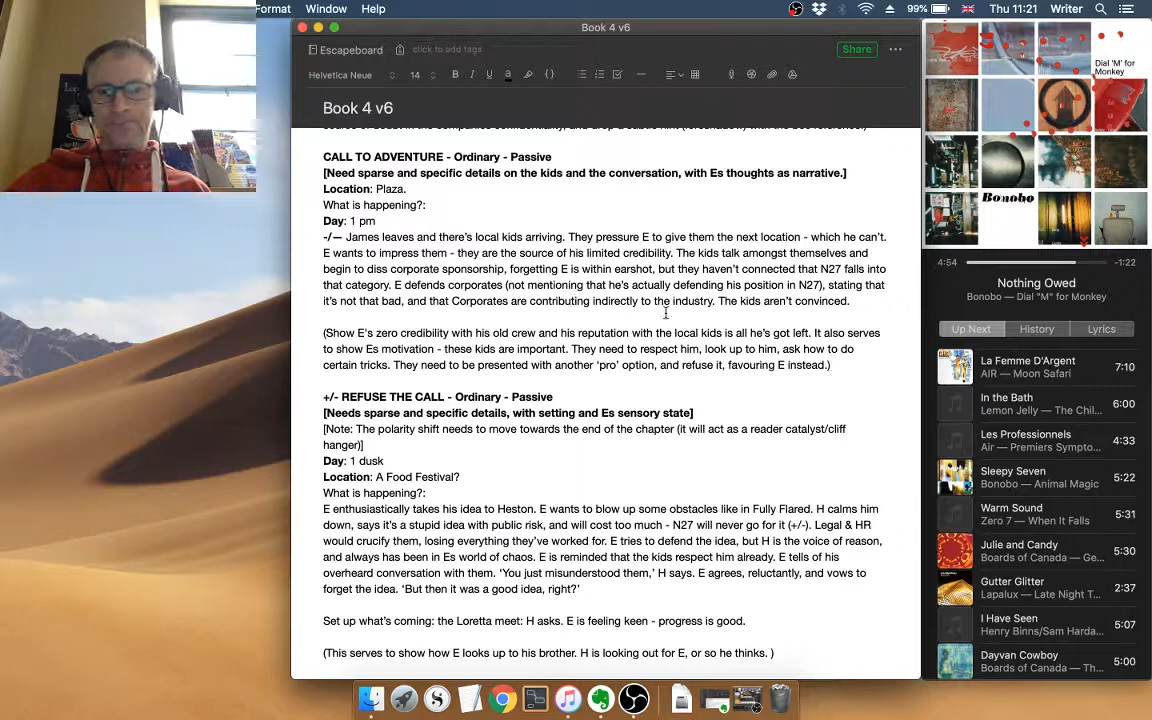 Format Window Help
99% Thu 11:21 Writer
Book 4 v6
Escapeboard click to add tags
Share
Helvetica Neue 14 B I U a {}
Book 4 v6
CALL TO ADVENTURE - Ordinary - Passive
[Need sparse and specific details on the kids and the conversation, with Es thoughts as narrative.]
Location: Plaza.
What is happening?:
Day: 1 pm
-/— James leaves and there's local kids arriving. They pressure E to give them the next location - which he can't.
E wants to impress them - they are the source of his limited credibility. The kids talk amongst themselves and
begin to diss corporate sponsorship, forgetting E is within earshot, but they haven't connected that N27 falls into
that category. E defends corporates (not mentioning that he's actually defending his position in N27), stating that
it's not that bad, and that Corporates are contributing indirectly to the industry. The kids aren't convinced.
(Show E's zero credibility with his old crew and his reputation with the local kids is all he's got left. It also serves
to show Es motivation - these kids are important. They need to respect him, look up to him, ask how to do
certain tricks. They need to be presented with another 'pro' option, and refuse it, favouring E instead.)
+/- REFUSE THE CALL - Ordinary - Passive
[Needs sparse and specific details, with setting and Es sensory state]
[Note: The polarity shift needs to move towards the end of the chapter (it will act as a reader catalyst/cliff
hanger)]
Day: 1 dusk
Location: A Food Festival?
What is happening?:
E enthusiastically takes his idea to Heston. E wants to blow up some obstacles like in Fully Flared. H calms him
down, says it's a stupid idea with public risk, and will cost too much - N27 will never go for it (+/-). Legal & HR
would crucify them, losing everything they've worked for. E tries to defend the idea, but H is the voice of reason,
and always has been in Es world of chaos. E is reminded that the kids respect him already. E tells of his
overheard conversation with them. 'You just misunderstood them,' H says. E agrees, reluctantly, and vows to
forget the idea. 'But then it was a good idea, right?'
Set up what's coming: the Loretta meet: H asks. E is feeling keen - progress is good.
(This serves to show how E looks up to his brother. H is looking out for E, or so he thinks. )
Dial 'M' for
Monkey
Bonobo
4:54 -1:22
Nothing Owed
Bonobo — Dial "M" for Monkey
Up Next History Lyrics
La Femme D'Argent
AIR — Moon Safari
7:10
In the Bath
Lemon Jelly — The Chil...
6:00
Les Professionnels
Air — Premiers Sympto...
4:33
Sleepy Seven
Bonobo — Animal Magic
5:22
Warm Sound
Zero 7 — When It Falls
5:31
Julie and Candy
Boards of Canada — Ge...
5:30
Gutter Glitter
Lapalux — Late Night T...
2:37
I Have Seen
Henry Binns/Sam Harda...
5:07
Dayvan Cowboy
Boards of Canada — Th...
5:00